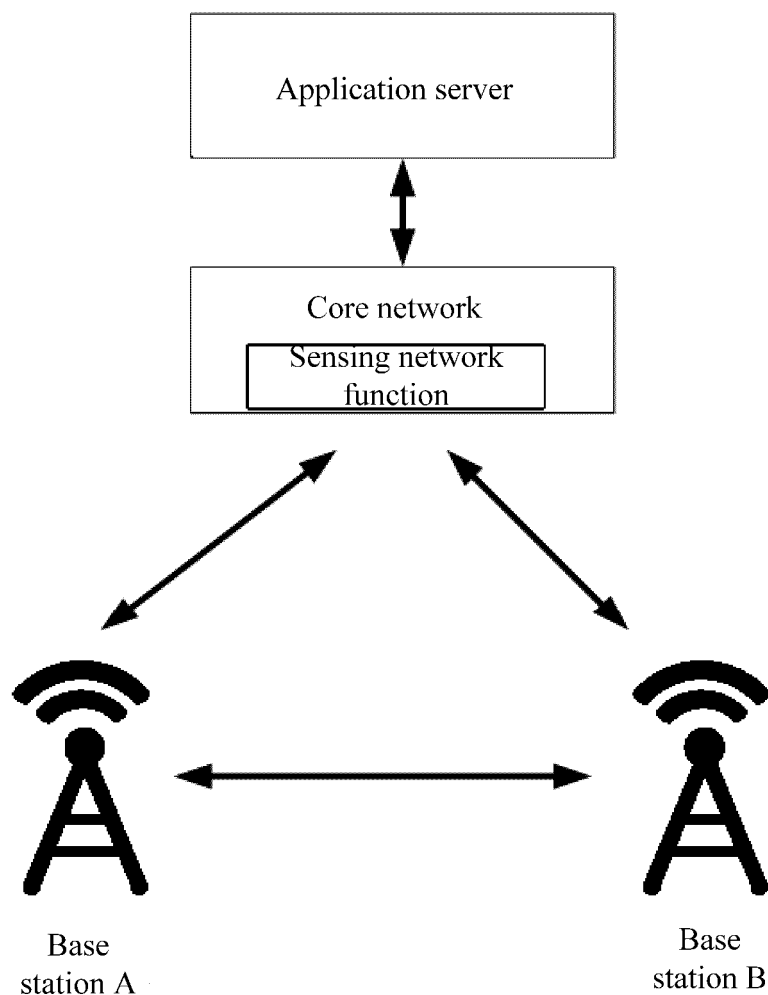 Application server
Core network
Sensing network
function
Base
station A
Base
station B